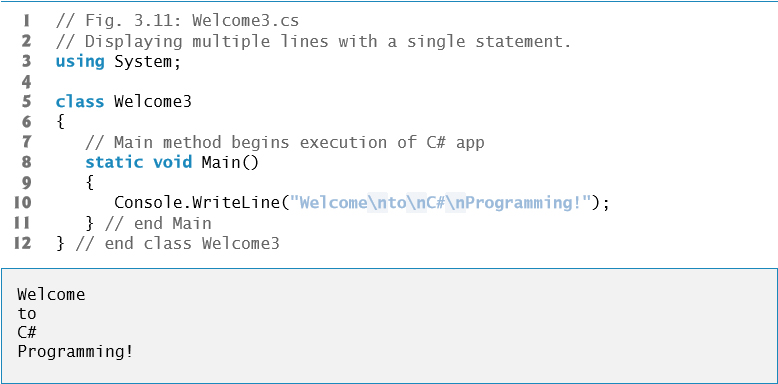 1 // Fig. 3.11: Welcome3.cs
2 // Displaying multiple lines with a single statement.
3 using System;
4
5 class Welcome3
6 {
7 // Main method begins execution of C# app
8 static void Main()
9 {
10 Console.WriteLine("Welcome\nto\nC#\nProgramming!");
11 } // end Main
12 } // end class Welcome3
Welcome
to
C#
Programming!